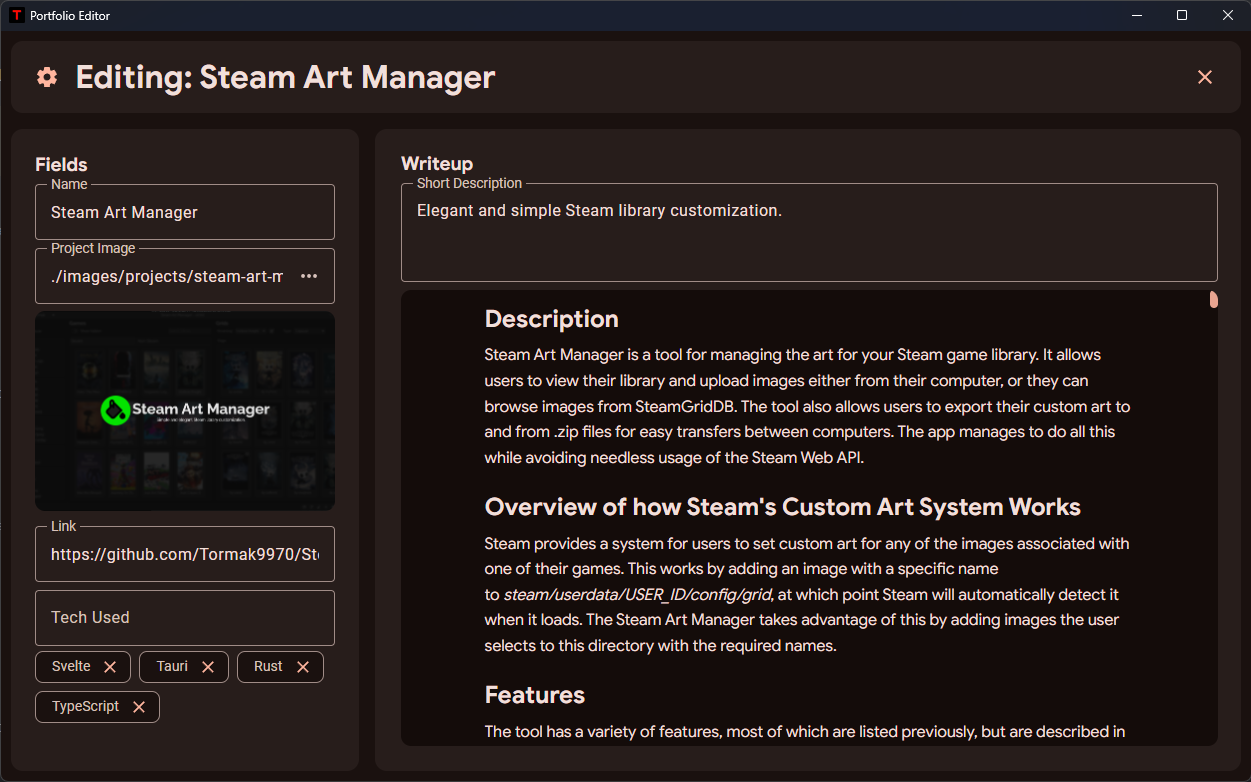 T Portfolio Editor
Editing: Steam Art Manager
Fields
Name
Steam Art Manager
Project Image
./images/projects/steam-art-m
Steam Art Manager
Link
https://github.com/Tormak9970/Ste
Tech Used
Svelte
Tauri
Rust
TypeScript
Writeup
Short Description
Elegant and simple Steam library customization.
Description
Steam Art Manager is a tool for managing the art for your Steam game library. It allows
users to view their library and upload images either from their computer, or they can
browse images from SteamGridDB. The tool also allows users to export their custom art to
and from .zip files for easy transfers between computers. The app manages to do all this
while avoiding needless usage of the Steam Web API.
Overview of how Steam's Custom Art System Works
Steam provides a system for users to set custom art for any of the images associated with
one of their games. This works by adding an image with a specific name
to steam/userdata/USER_ID/config/grid, at which point Steam will automatically detect it
when it loads. The Steam Art Manager takes advantage of this by adding images the user
selects to this directory with the required names.
Features
The tool has a variety of features, most of which are listed previously, but are described in